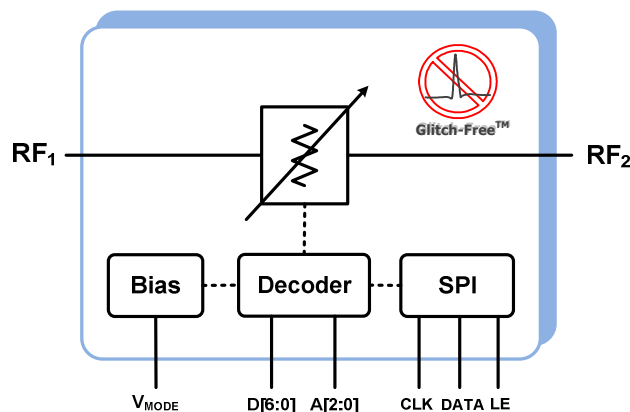 Glitch-Free™
RF₁
RF₂
Bias
Decoder
SPI
V_MODE
D[6:0]
A[2:0]
CLK
DATA
LE